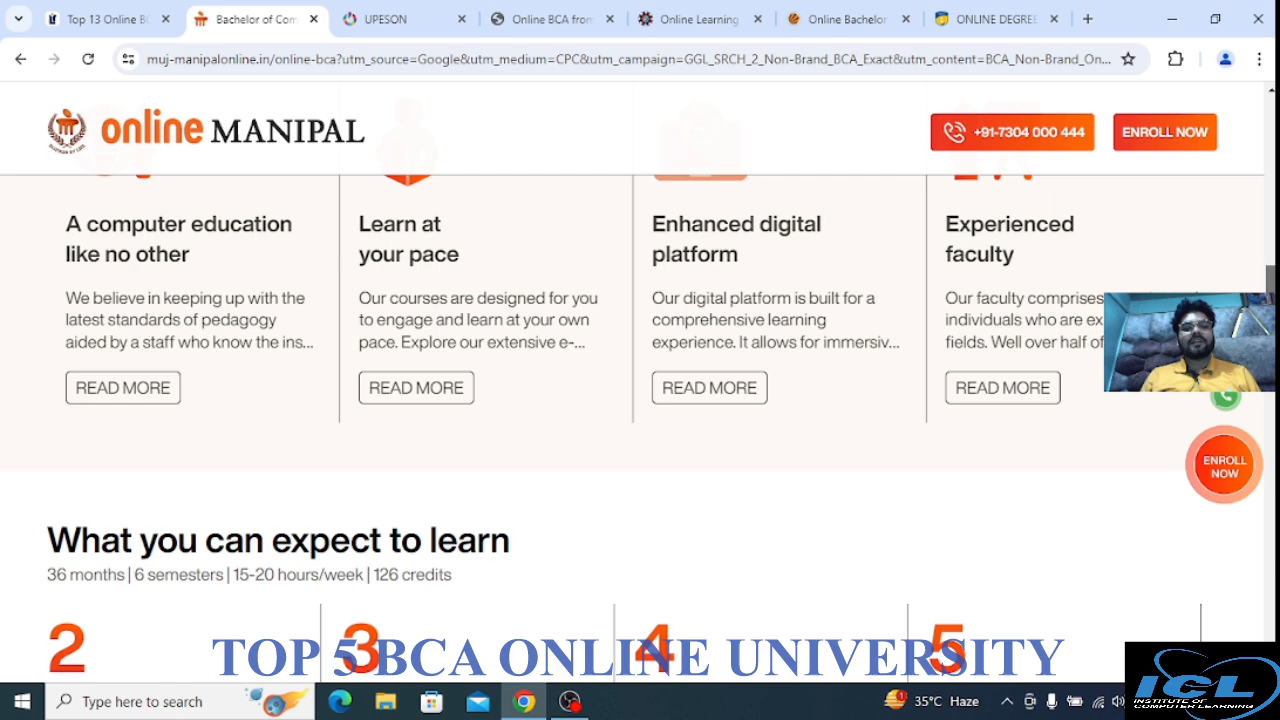 Top 13 Online BC
Bachelor of Com
UPESON
Online BCA from
Online Learning
Online Bachelor
ONLINE DEGREE
muj-manipalonline.in/online-bca?utm_source=Google&utm_medium=CPC&utm_campaign=GGL_SRCH_2_Non-Brand_BCA_Exact&utm_content=BCA_Non-Brand_On...
online MANIPAL
+91-7304 000 444
ENROLL NOW
A computer education
like no other
We believe in keeping up with the
latest standards of pedagogy
aided by a staff who know the ins...
READ MORE
Learn at
your pace
Our courses are designed for you
to engage and learn at your own
pace. Explore our extensive e-...
READ MORE
Enhanced digital
platform
Our digital platform is built for a
comprehensive learning
experience. It allows for immersiv...
READ MORE
Experienced
faculty
Our faculty comprises
individuals who are ex
fields. Well over half of
READ MORE
ENROLL
NOW
What you can expect to learn
36 months | 6 semesters | 15-20 hours/week | 126 credits
2
3
4
5
TOP 5 BCA ONLINE UNIVERSITY
ICL
INSTITUTE OF
COMPUTER LEARNING
Type here to search
35°C Haze